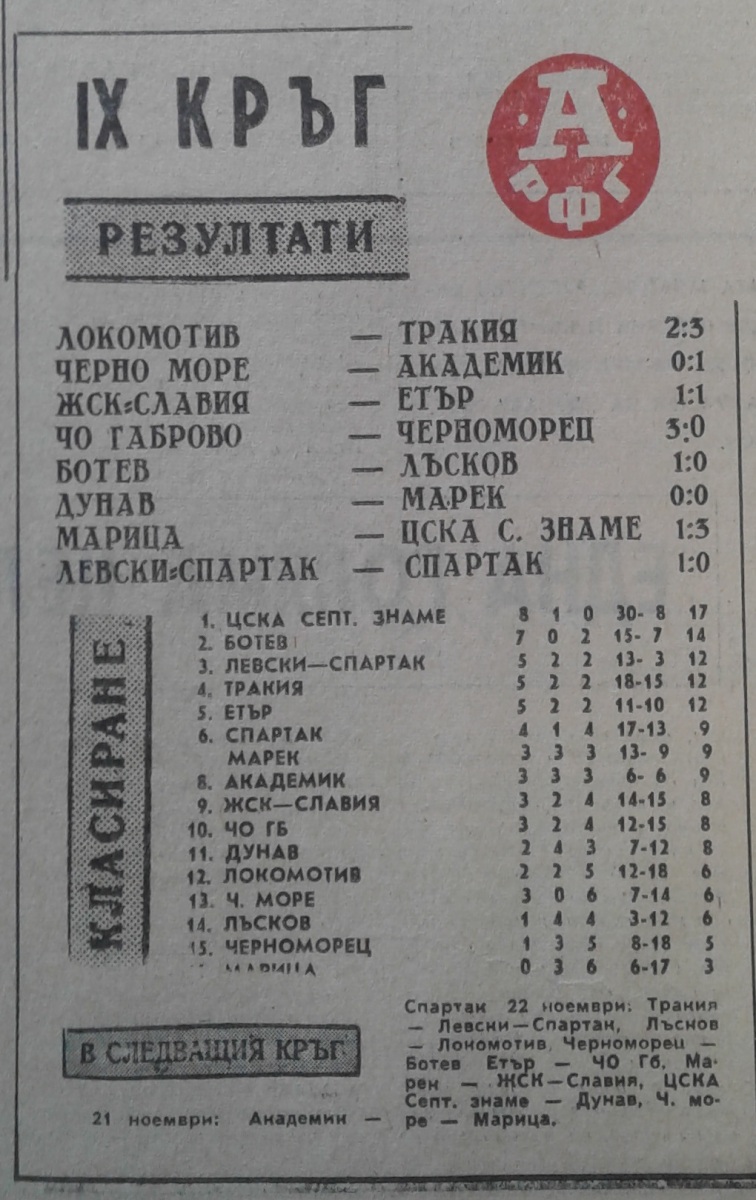 IX КРЪГ
А
РФГ
РЕЗУЛТАТИ
ЛОКОМОТИВ — ТРАКИЯ 2:3
ЧЕРНО МОРЕ — АКАДЕМИК 0:1
ЖСК=СЛАВИЯ — ЕТЪР 1:1
ЧО ГАБРОВО — ЧЕРНОМОРЕЦ 3:0
БОТЕВ — ЛЪСКОВ 1:0
ДУНАВ — МАРЕК 0:0
МАРИЦА — ЦСКА С. ЗНАМЕ 1:3
ЛЕВСКИ=СПАРТАК — СПАРТАК 1:0
КЛАСИРАНЕ
1. ЦСКА СЕПТ. ЗНАМЕ 8 1 0 30- 8 17
2. БОТЕВ 7 0 2 15- 7 14
3. ЛЕВСКИ—СПАРТАК 5 2 2 13- 3 12
4. ТРАКИЯ 5 2 2 18-15 12
5. ЕТЪР 5 2 2 11-10 12
6. СПАРТАК 4 1 4 17-13 9
МАРЕК 3 3 3 13- 9 9
8. АКАДЕМИК 3 3 3 6- 6 9
9. ЖСК—СЛАВИЯ 3 2 4 14-15 8
10. ЧО ГБ 3 2 4 12-15 8
11. ДУНАВ 2 4 3 7-12 8
12. ЛОКОМОТИВ 2 2 5 12-18 6
13. Ч. МОРЕ 3 0 6 7-14 6
14. ЛЪСКОВ 1 4 4 3-12 6
15. ЧЕРНОМОРЕЦ 1 3 5 8-18 5
МАРИЦА 0 3 6 6-17 3
В СЛЕДВАЩИЯ КРЪГ
21 ноември: Академин —
Спартак 22 ноември: Тракия
— Левски—Спартан, Лъснов
— Лономотив, Черноморец —
Ботев Етър — ЧО Гб, Ма-
рен — ЖСК—Славия, ЦСКА
Септ. знаме — Дунав, Ч. мо-
ре — Марица.